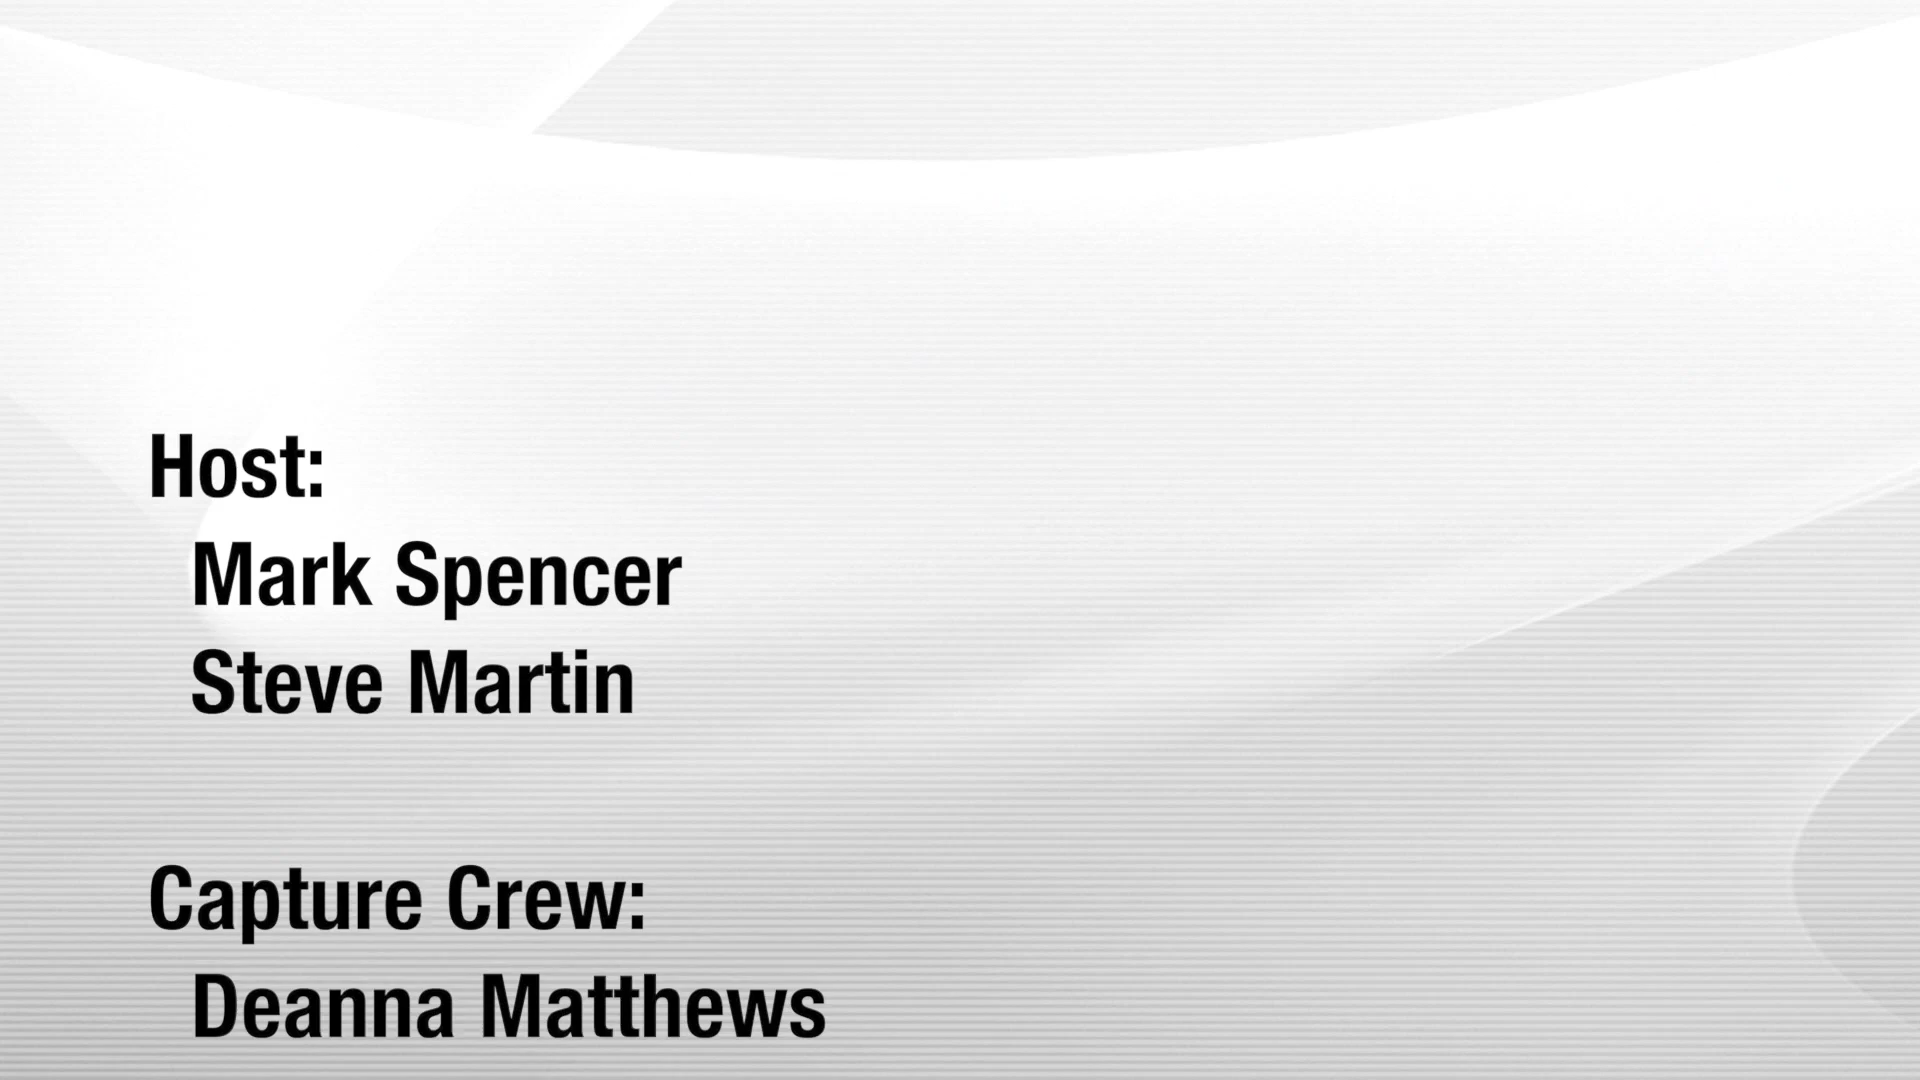 Host:
Mark Spencer
Steve Martin
Capture Crew:
Deanna Matthews